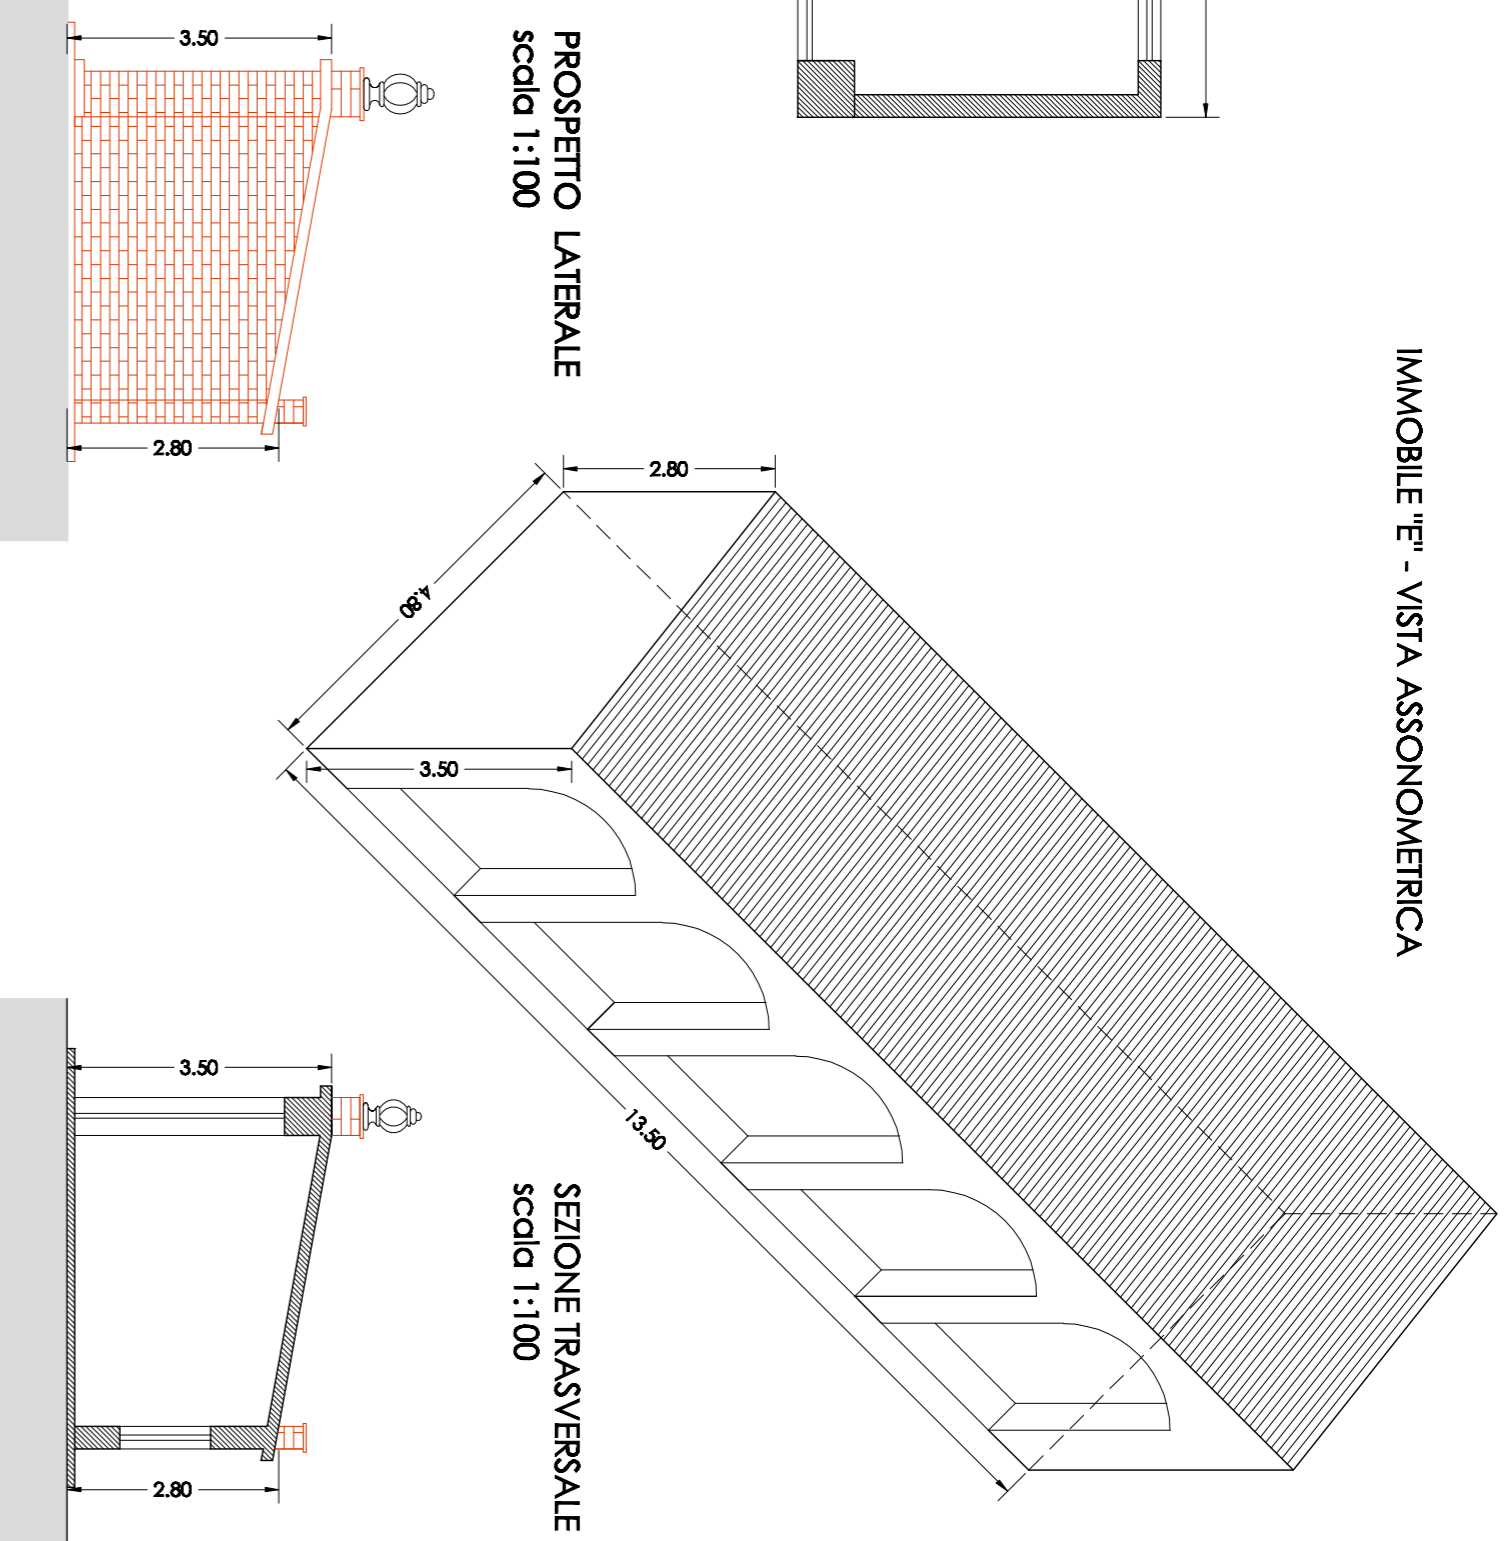 IMMOBILE "E" - VISTA ASSONOMETRICA
PROSPETTO LATERALE
scala 1:100
3.50
2.80
2.80
4.80
3.50
13.50
SEZIONE TRASVERSALE
scala 1:100
3.50
2.80